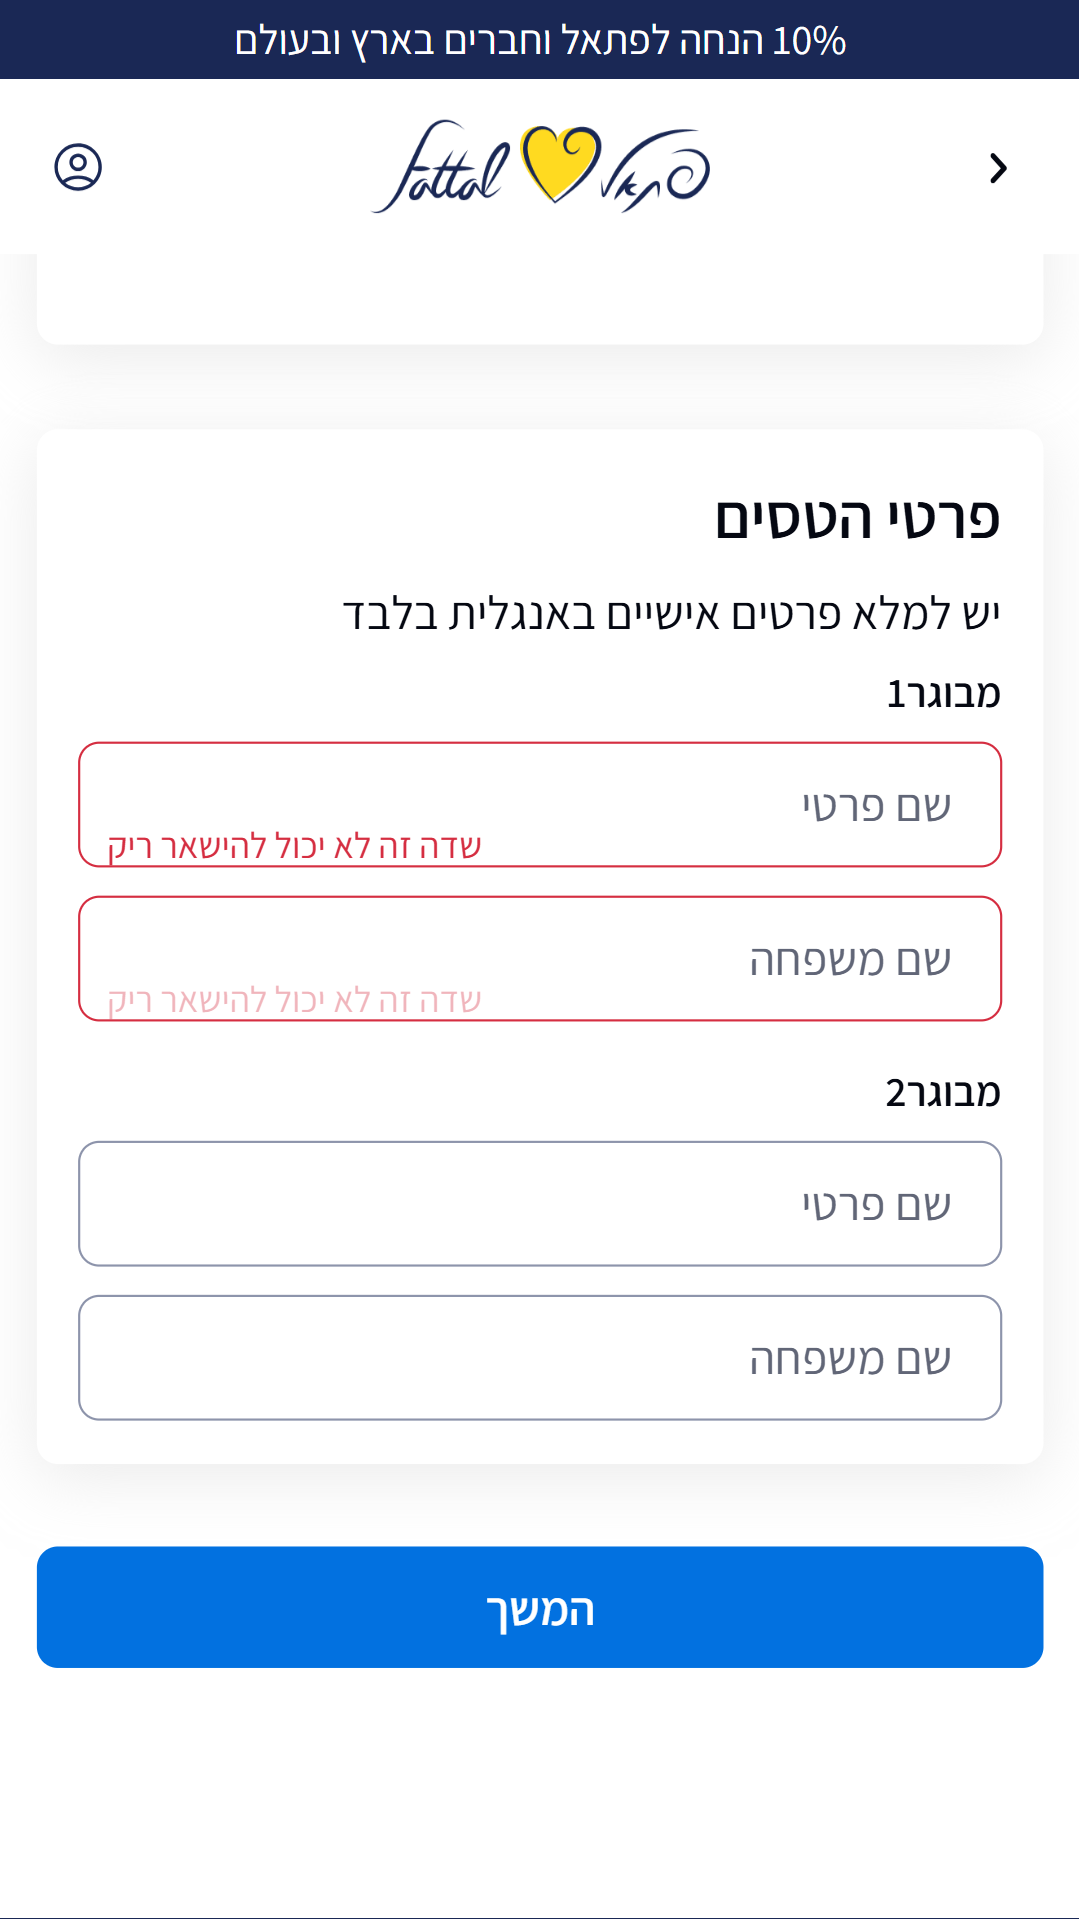 10% הנחה לפתאל וחברים בארץ ובעולם
fattal פתאל
פרטי הטסים
יש למלא פרטים אישיים באנגלית בלבד
מבוגר1
שם פרטי
שדה זה לא יכול להישאר ריק
שם משפחה
שדה זה לא יכול להישאר ריק
מבוגר2
שם פרטי
שם משפחה
המשך